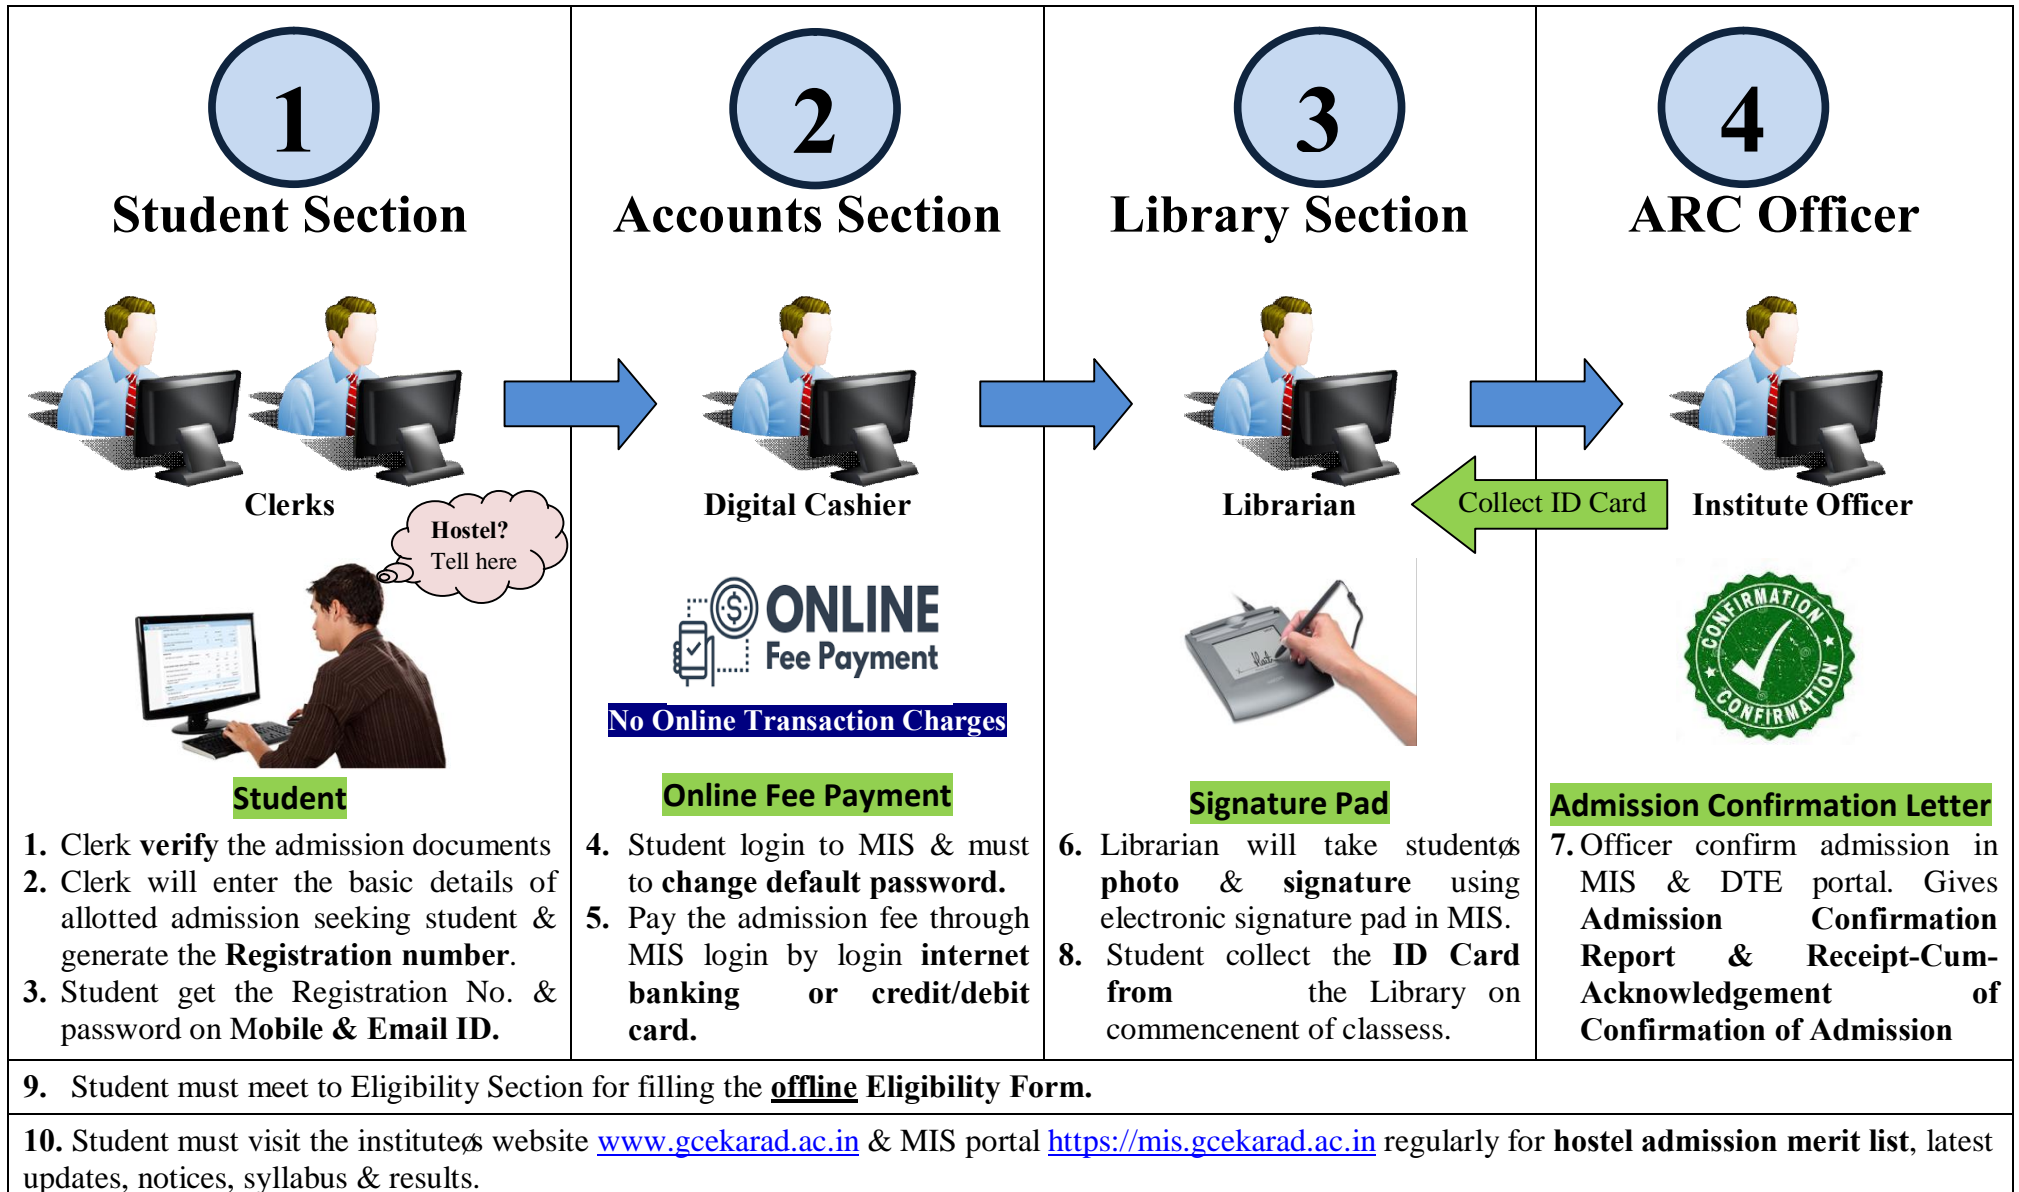 1
Student Section
Clerks
Hostel?
Tell here
Student
1. Clerk verify the admission documents
2. Clerk will enter the basic details of
allotted admission seeking student &
generate the Registration number.
3. Student get the Registration No. &
password on Mobile & Email ID.
2
Accounts Section
Digital Cashier
ONLINE
Fee Payment
No Online Transaction Charges
Online Fee Payment
4. Student login to MIS & must
to change default password.
5. Pay the admission fee through
MIS login by login internet
banking or credit/debit
card.
3
Library Section
Librarian
Collect ID Card
Signature Pad
6. Librarian will take studentøs
photo & signature using
electronic signature pad in MIS.
8. Student collect the ID Card
from the Library on
commencenent of classess.
4
ARC Officer
Institute Officer
CONFIRMATION
CONFIRMATION
Admission Confirmation Letter
7. Officer confirm admission in
MIS & DTE portal. Gives
Admission Confirmation
Report & Receipt-Cum-
Acknowledgement of
Confirmation of Admission
9. Student must meet to Eligibility Section for filling the offline Eligibility Form.
10. Student must visit the instituteøs website www.gcekarad.ac.in & MIS portal https://mis.gcekarad.ac.in regularly for hostel admission merit list, latest
updates, notices, syllabus & results.